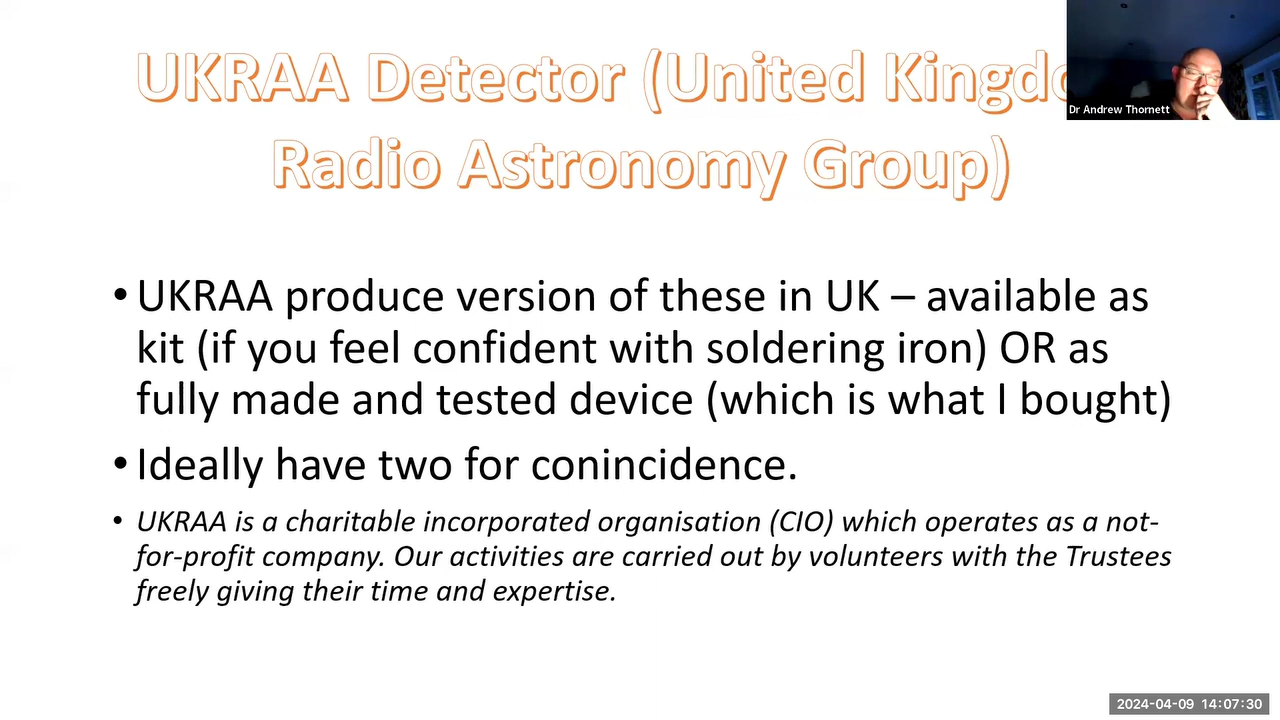 UKRAA Detector (United Kingdo
Radio Astronomy Group)
Dr Andrew Thornett
• UKRAA produce version of these in UK – available as
kit (if you feel confident with soldering iron) OR as
fully made and tested device (which is what I bought)
• Ideally have two for conincidence.
• UKRAA is a charitable incorporated organisation (CIO) which operates as a not-
for-profit company. Our activities are carried out by volunteers with the Trustees
freely giving their time and expertise.
2024-04-09 14:07:30